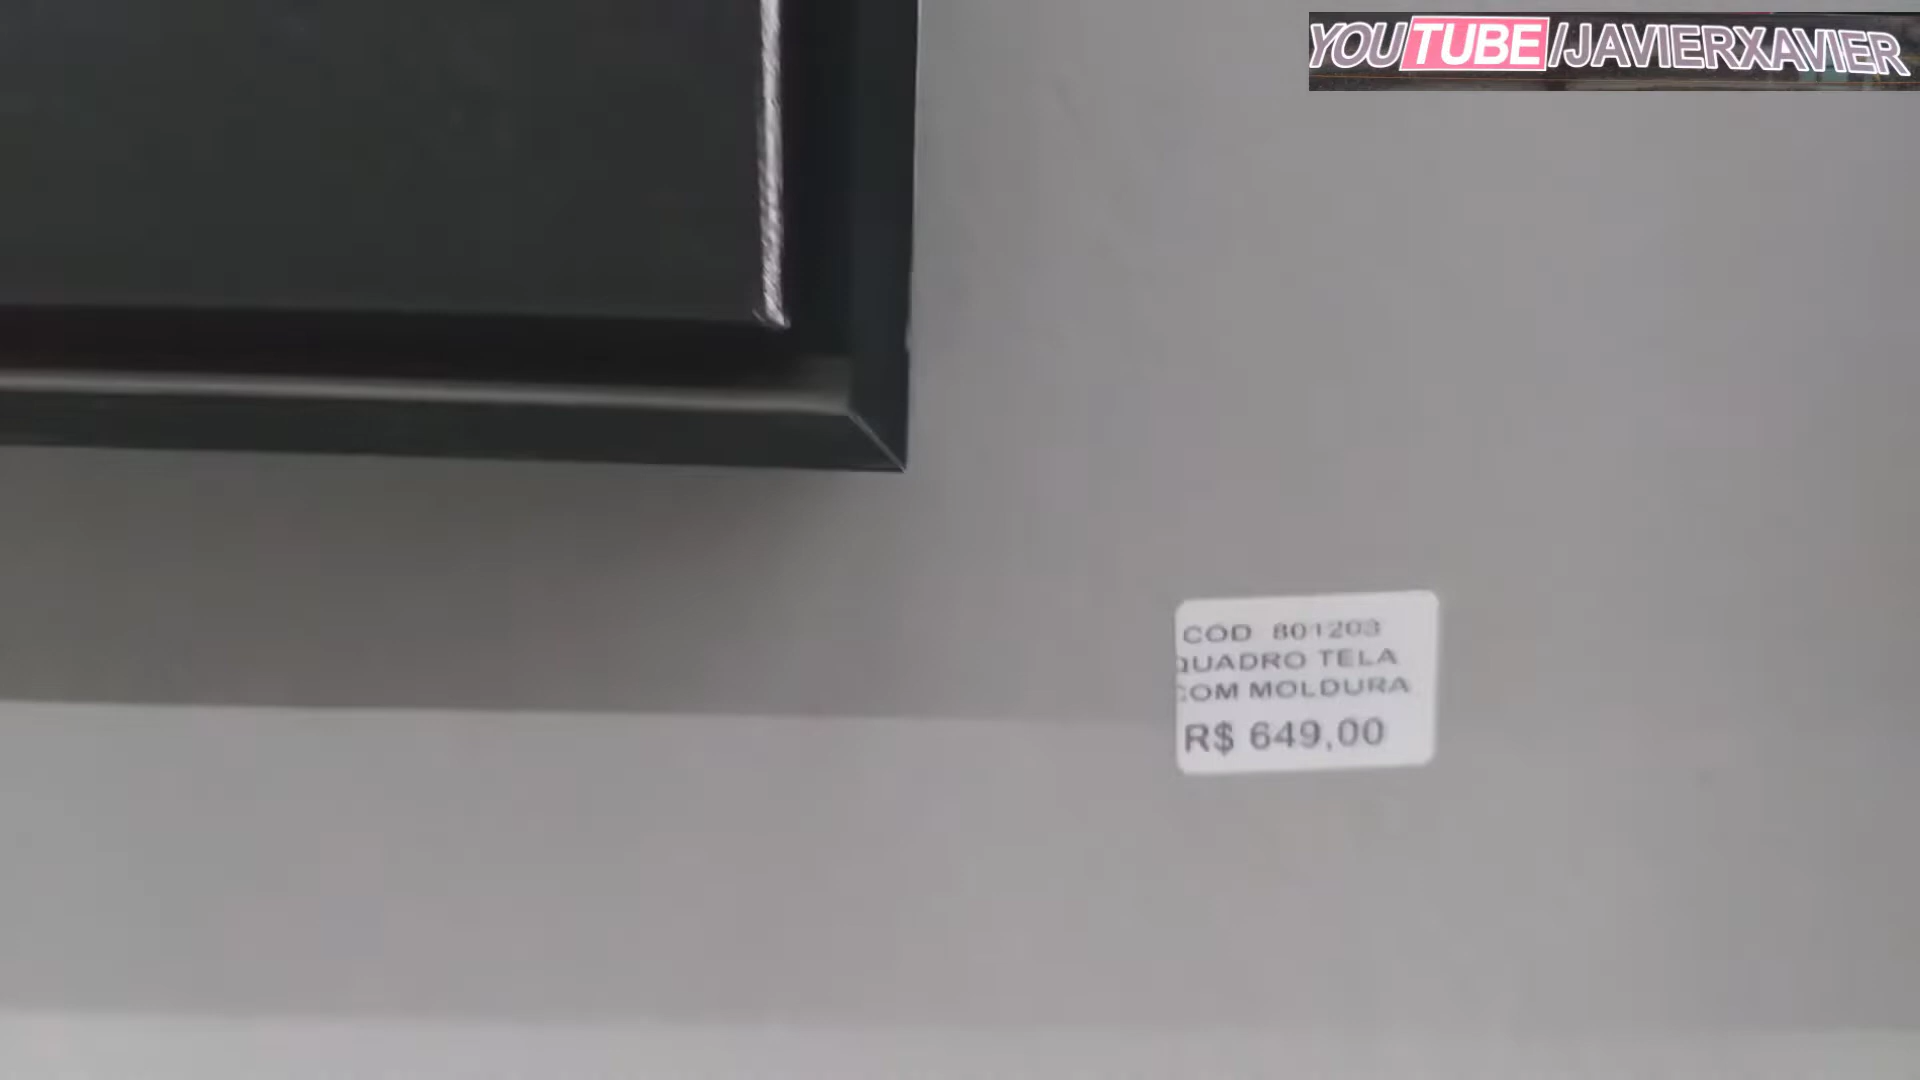 YOUTUBE/JAVIERXAVIER
COD 801203
QUADRO TELA
COM MOLDURA
R$ 649,00